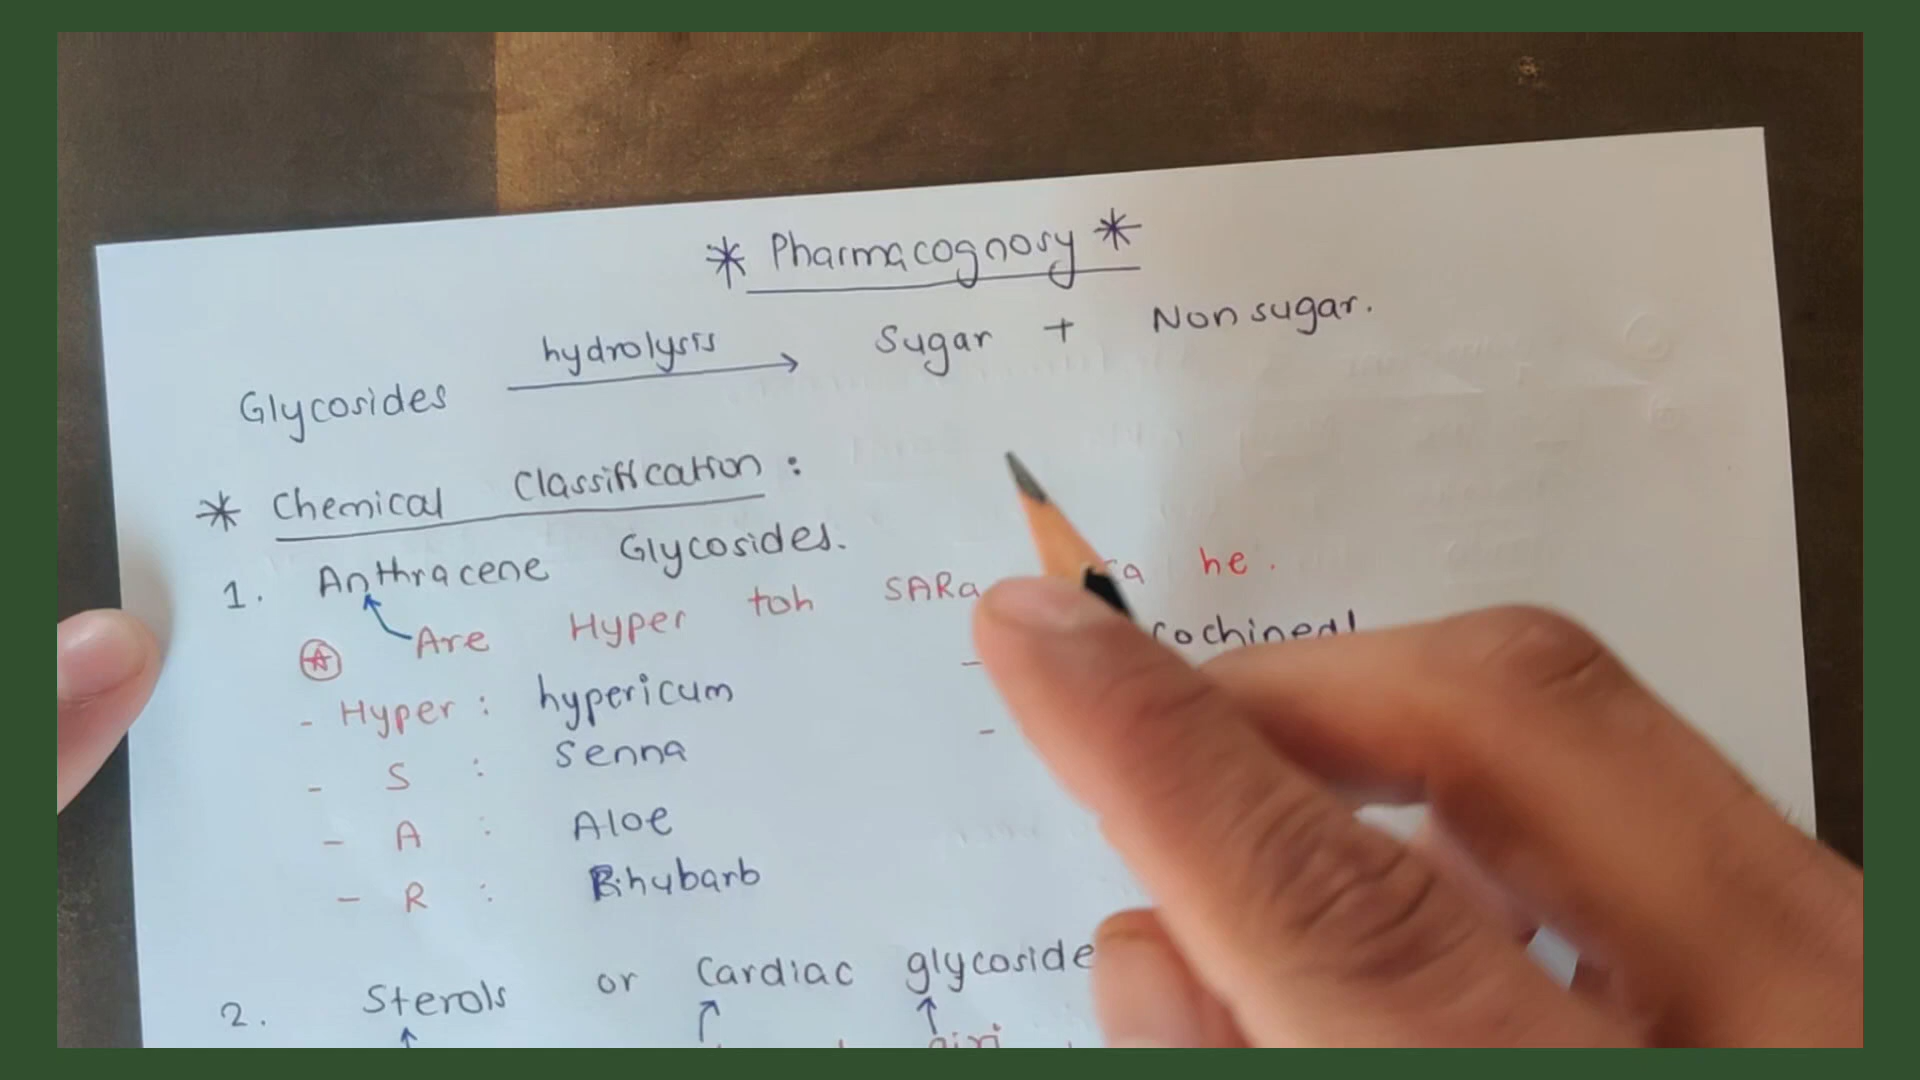 * Pharmacognosy *
Glycosides hydrolysis → Sugar + Non sugar.
* Chemical Classification :
1. Anthracene Glycosides.
Are Hyper toh SARa he.
- Hyper : hypericum
- cochineal
- S : Senna
-
- A : Aloe
- R : Rhubarb
2. Sterols or Cardiac glycoside